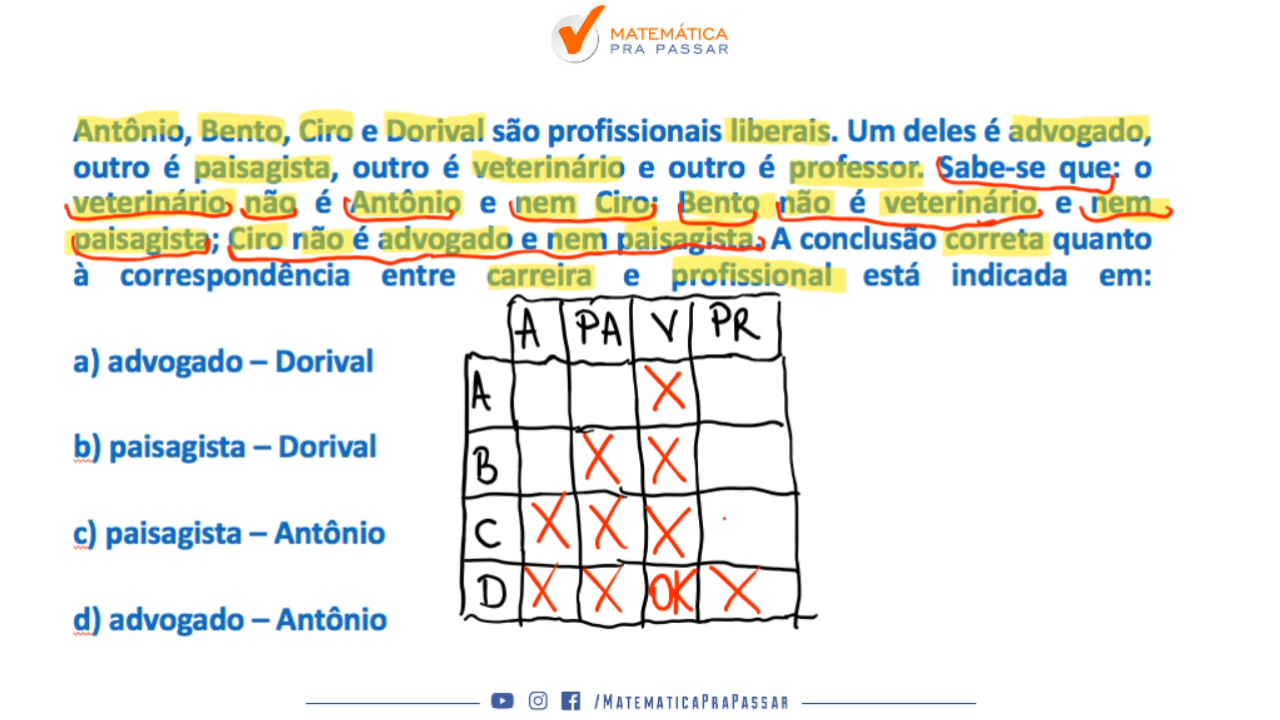 MATEMÁTICA
PRA PASSAR
Antônio, Bento, Ciro e Dorival são profissionais liberais. Um deles é advogado,
outro é paisagista, outro é veterinário e outro é professor. Sabe-se que: o
veterinário não é Antônio e nem Ciro; Bento não é veterinário e nem
paisagista; Ciro não é advogado e nem paisagista. A conclusão correta quanto
à correspondência entre carreira e profissional está indicada em:
A PA V PR
a) advogado – Dorival
A X
b) paisagista – Dorival
B X X
c) paisagista – Antônio
C X X X
D X X OK X
d) advogado – Antônio
/MatematicaPraPassar